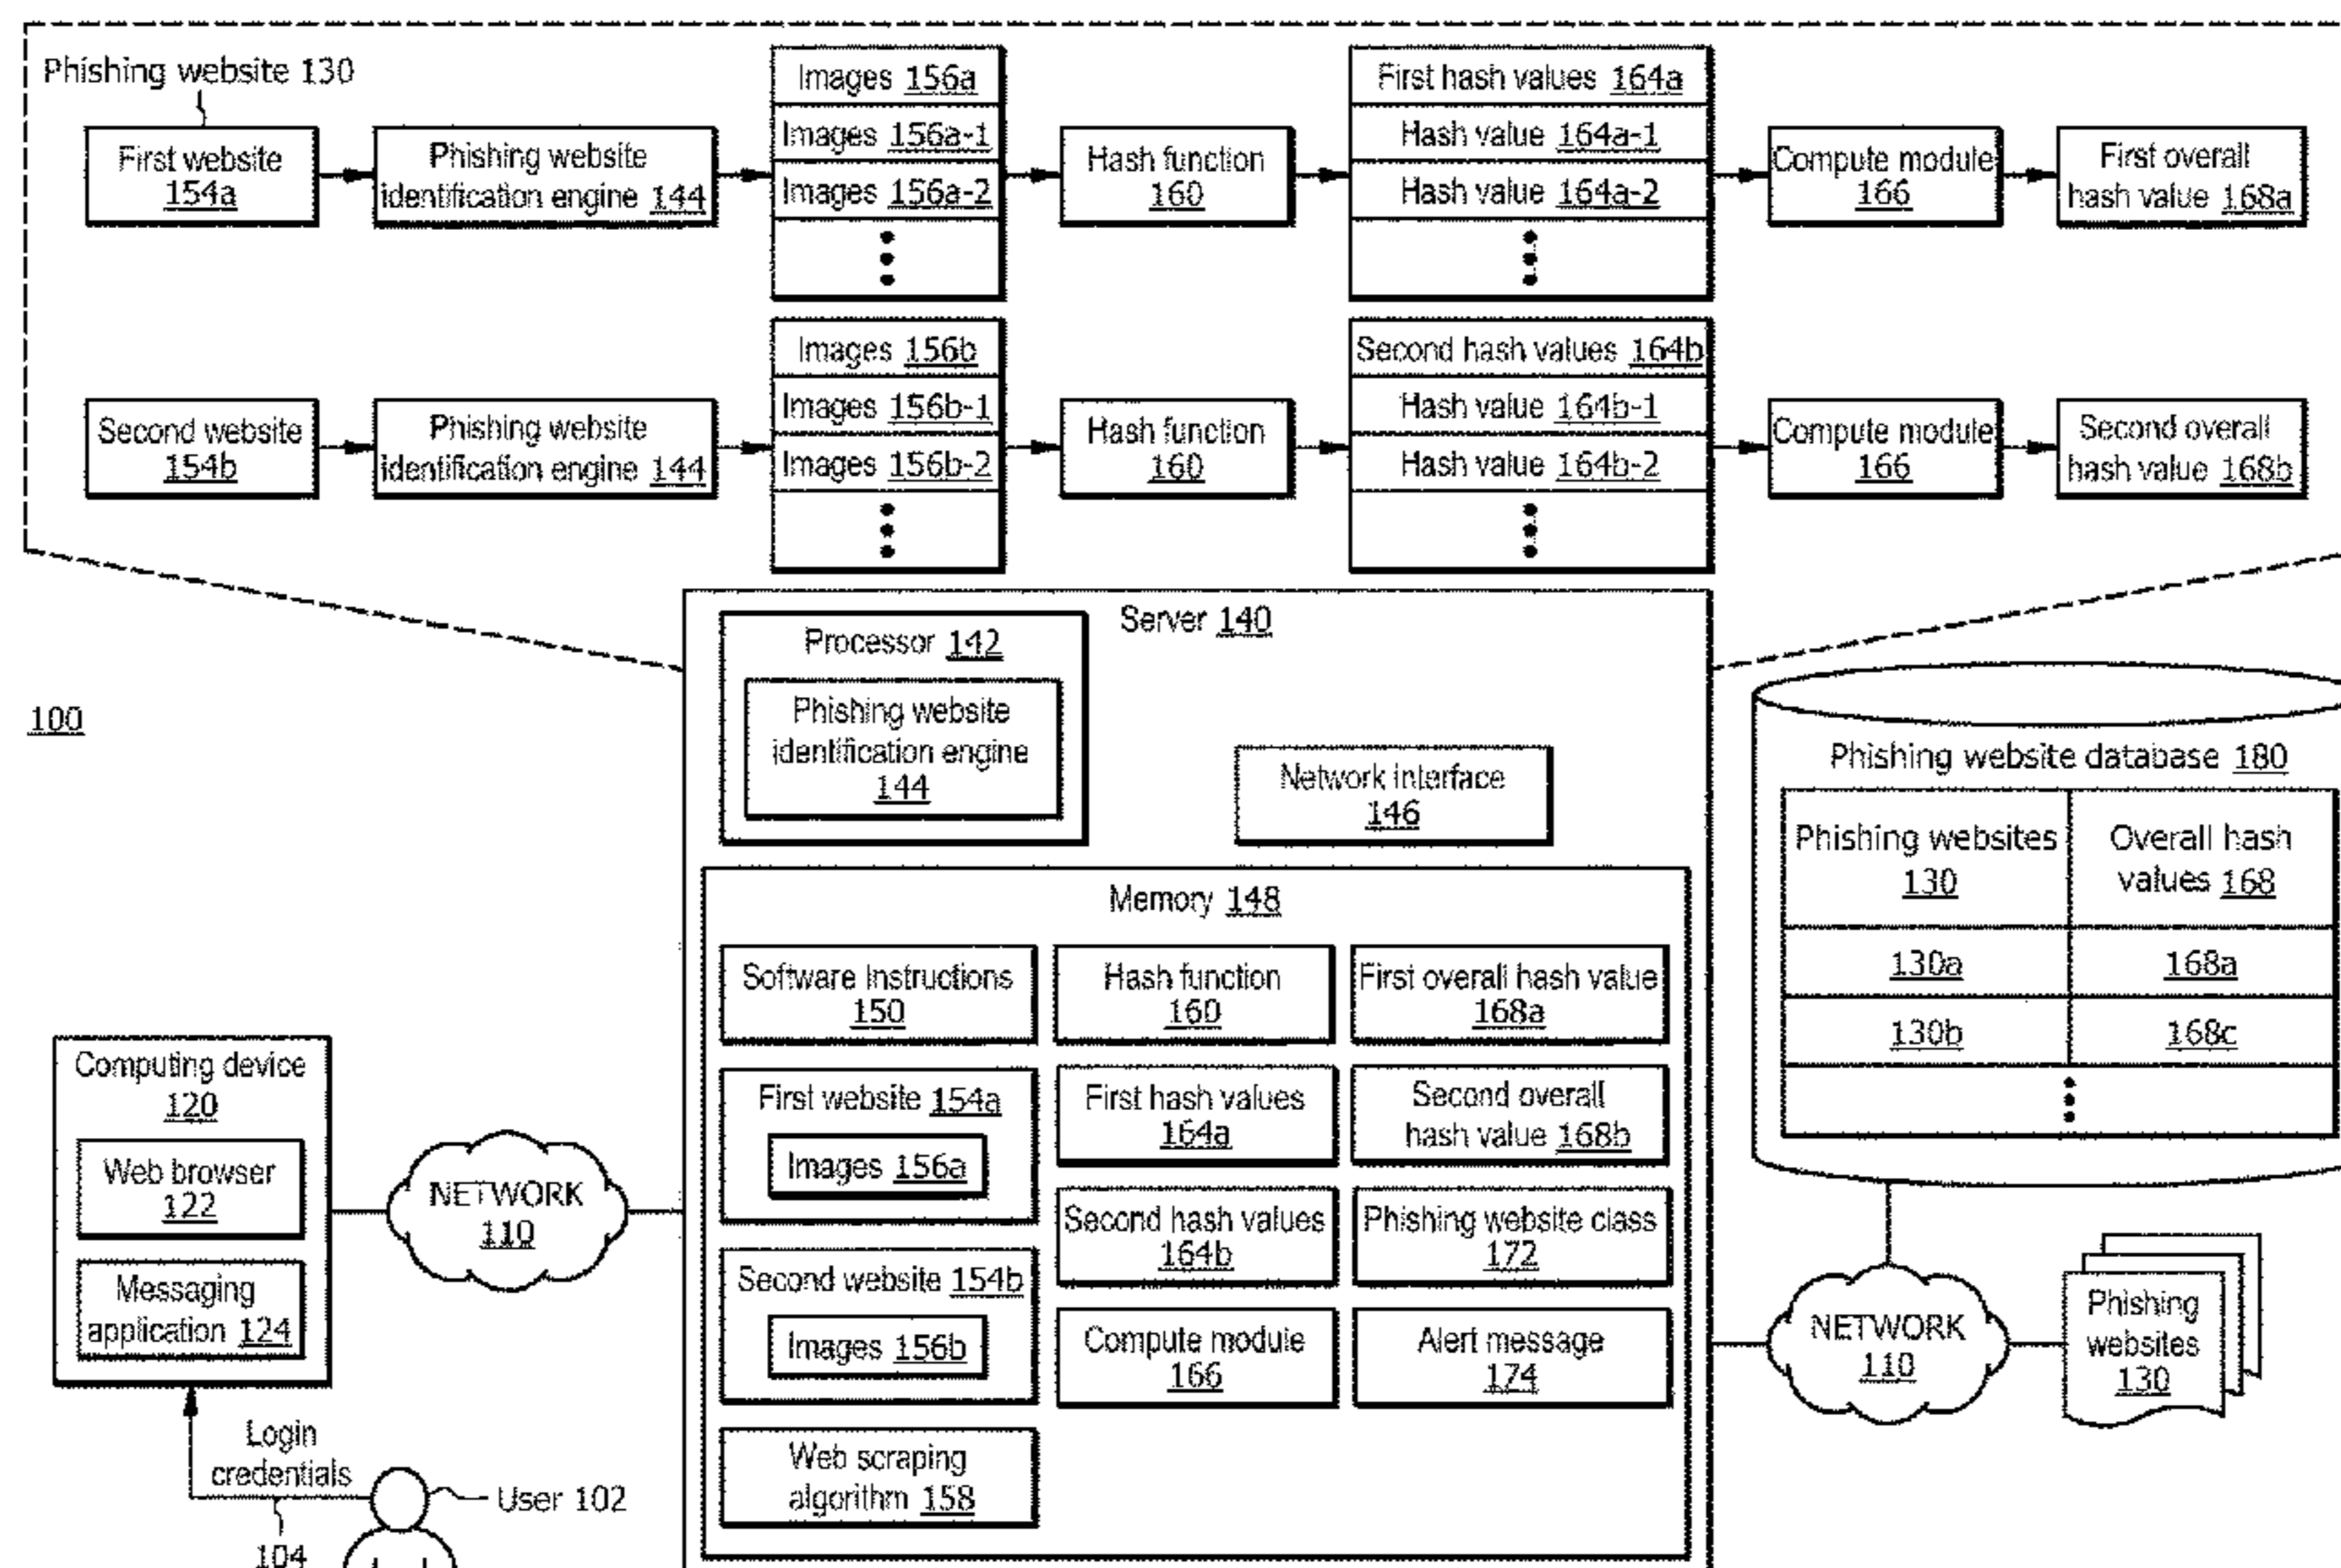 Phishing website 130
First website
154a
Phishing website
identification engine 144
Images 156a
Images 156a-1
Images 156a-2
Hash function
160
First hash values 164a
Hash value 164a-1
Hash value 164a-2
Compute module
166
First overall
hash value 168a
Second website
154b
Phishing website
identification engine 144
Images 156b
Images 156b-1
Images 156b-2
Hash function
160
Second hash values 164b
Hash value 164b-1
Hash value 164b-2
Compute module
166
Second overall
hash value 168b
100
Server 140
Processor 142
Phishing website
identification engine
144
Network interface
146
Memory 148
Software Instructions
150
Hash function
160
First overall hash value
168a
First website 154a
Images 156a
First hash values
164a
Second overall
hash value 168b
Second website 154b
Images 156b
Second hash values
164b
Phishing website class
172
Compute module
166
Alert message
174
Web scraping
algorithm 158
Phishing website database 180
Phishing websites
130
Overall hash
values 168
130a
168a
130b
168c
Computing device
120
Web browser
122
Messaging
application 124
NETWORK
110
NETWORK
110
Phishing
websites
130
Login
credentials
User 102
104